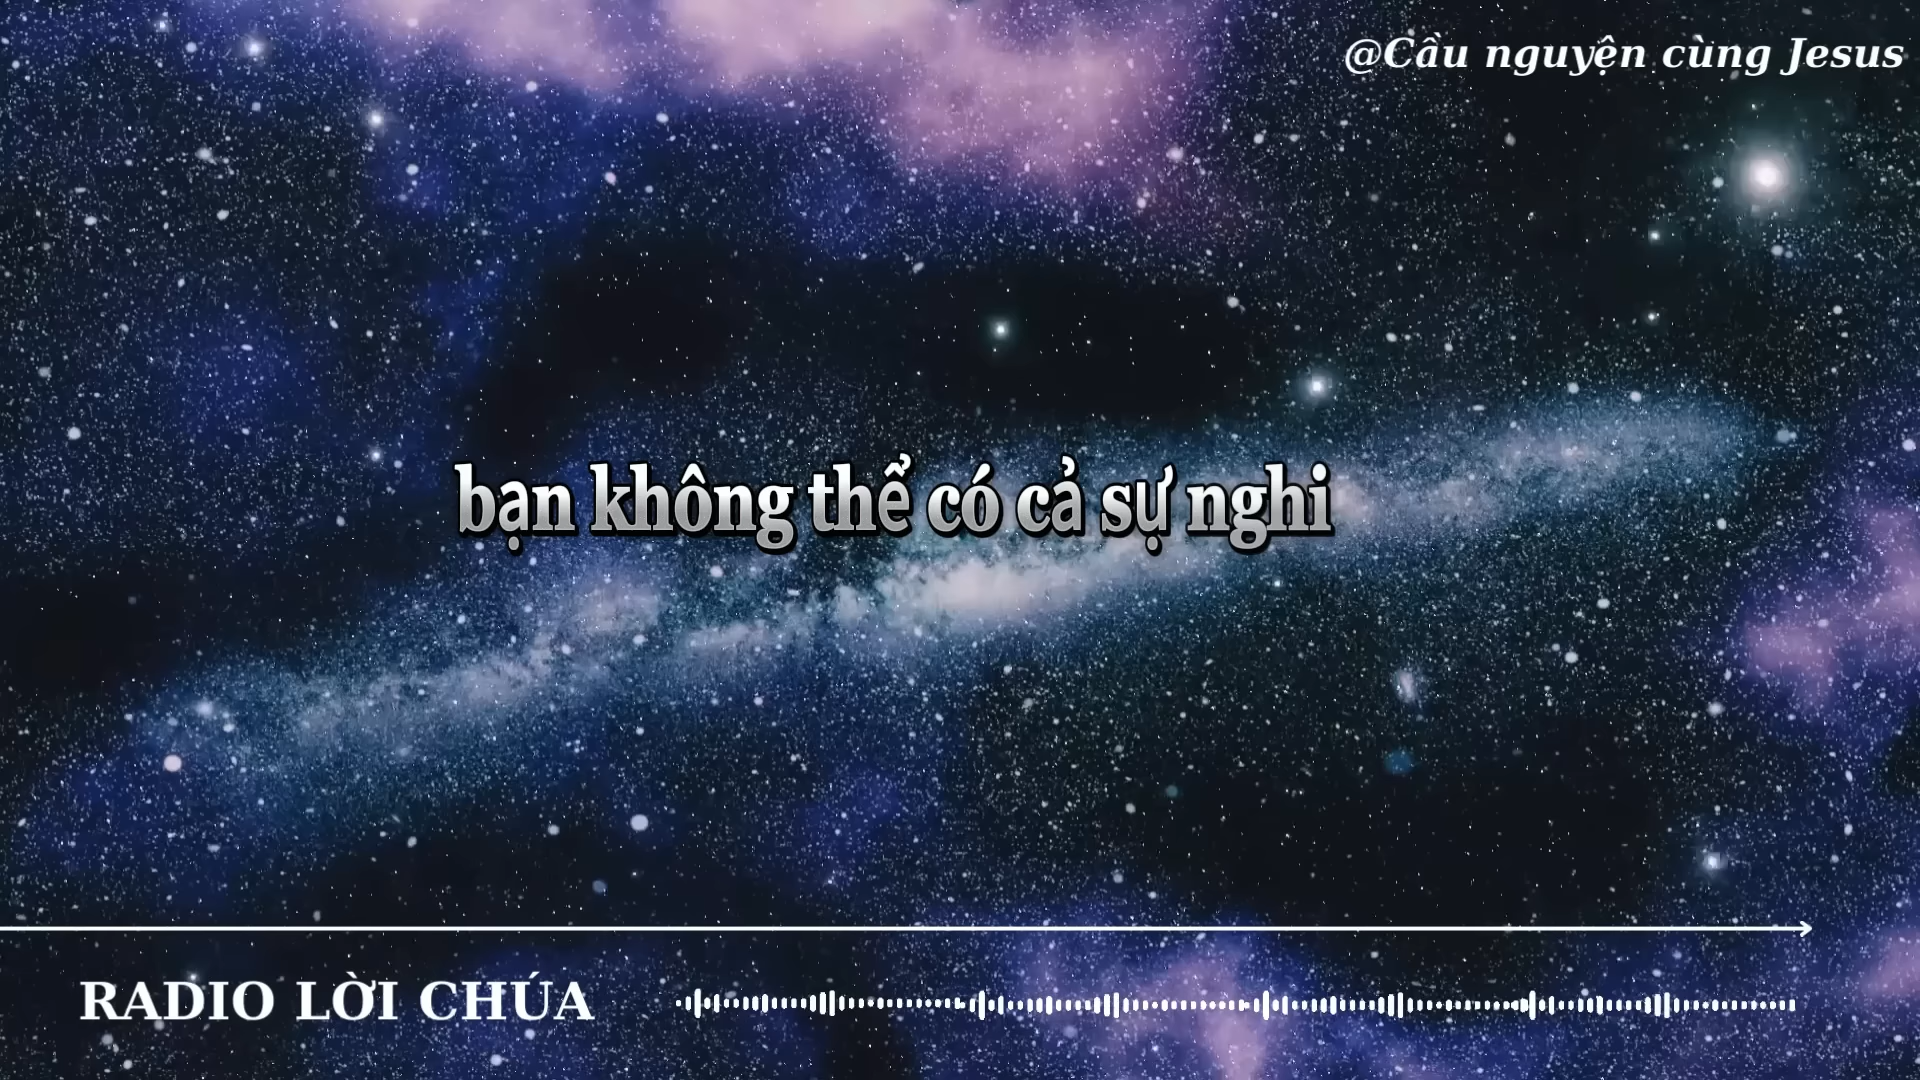 @Cầu nguyện cùng Jesus
bạn không thể có cả sự nghi
RADIO LỜI CHÚA